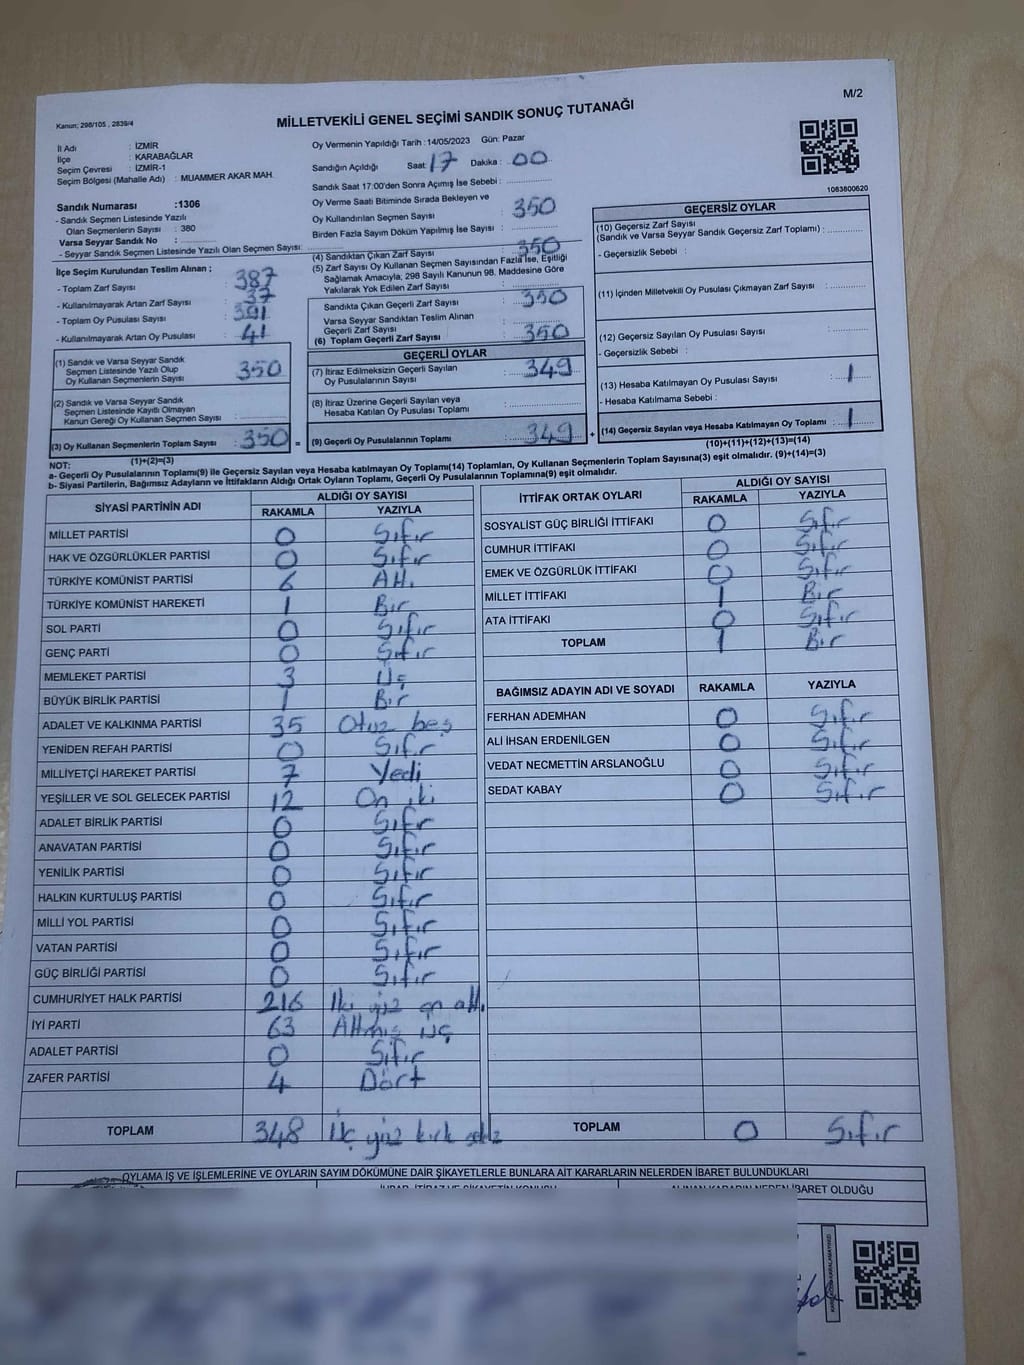 M/2
Kanun; 298/105 , 2839/4
MİLLETVEKİLİ GENEL SEÇİMİ SANDIK SONUÇ TUTANAĞI
İl Adı : İZMİR
İlçe : KARABAĞLAR
Seçim Çevresi : İZMİR-1
Seçim Bölgesi (Mahalle Adı) : MUAMMER AKAR MAH.
Sandık Numarası :1306
- Sandık Seçmen Listesinde Yazılı
Olan Seçmenlerin Sayısı : 380
Varsa Seyyar Sandık No :
- Seyyar Sandık Seçmen Listesinde Yazılı Olan Seçmen Sayısı:
Oy Vermenin Yapıldığı Tarih :14/05/2023 Gün: Pazar
Sandığın Açıldığı Saat: 17 Dakika : 00
Sandık Saat 17:00'den Sonra Açımış İse Sebebi :
Oy Verme Saati Bitiminde Sırada Bekleyen ve
Oy Kullandırılan Seçmen Sayısı : 350
Birden Fazla Sayım Döküm Yapılmış İse Sayısı :
1083800620
İlçe Seçim Kurulundan Teslim Alınan ;
- Toplam Zarf Sayısı : 387
- Kullanılmayarak Artan Zarf Sayısı : 37
- Toplam Oy Pusulası Sayısı : 391
- Kullanılmayarak Artan Oy Pusulası : 41
(1) Sandık ve Varsa Seyyar Sandık
Seçmen Listesinde Yazılı Olup
Oy Kullanan Seçmenlerin Sayısı : 350
(2) Sandık ve Varsa Seyyar Sandık
Seçmen Listesinde Kayıtlı Olmayan
Kanun Gereği Oy Kullanan Seçmen Sayısı :
(3) Oy Kullanan Seçmenlerin Toplam Sayısı : 350 =
(1)+(2)=(3)
(4) Sandıktan Çıkan Zarf Sayısı : 350
(5) Zarf Sayısı Oy Kullanan Seçmen Sayısından Fazla İse, Eşitliği
Sağlamak Amacıyla, 298 Sayılı Kanunun 98. Maddesine Göre
Yakılarak Yok Edilen Zarf Sayısı :
Sandıkta Çıkan Geçerli Zarf Sayısı : 350
Varsa Seyyar Sandıktan Teslim Alınan
Geçerli Zarf Sayısı :
(6) Toplam Geçerli Zarf Sayısı : 350
GEÇERLİ OYLAR
(7) İtiraz Edilmeksizin Geçerli Sayılan
Oy Pusulalarının Sayısı : 349
(8) İtiraz Üzerine Geçerli Sayılan veya
Hesaba Katılan Oy Pusulası Toplamı :
(9) Geçerli Oy Pusulalarının Toplamı : 349 +
GEÇERSİZ OYLAR
(10) Geçersiz Zarf Sayısı
(Sandık ve Varsa Seyyar Sandık Geçersiz Zarf Toplamı) :
- Geçersizlik Sebebi :
(11) İçinden Milletvekili Oy Pusulası Çıkmayan Zarf Sayısı :
(12) Geçersiz Sayılan Oy Pusulası Sayısı :
- Geçersizlik Sebebi :
(13) Hesaba Katılmayan Oy Pusulası Sayısı : 1
- Hesaba Katılmama Sebebi :
(14) Geçersiz Sayılan veya Hesaba Katılmayan Oy Toplamı : 1
(10)+(11)+(12)+(13)=(14)
NOT:
a- Geçerli Oy Pusulalarının Toplamı(9) ile Geçersiz Sayılan veya Hesaba katılmayan Oy Toplamı(14) Toplamları, Oy Kullanan Seçmenlerin Toplam Sayısına(3) eşit olmalıdır. (9)+(14)=(3)
b- Siyasi Partilerin, Bağımsız Adayların ve İttifakların Aldığı Ortak Oyların Toplamı, Geçerli Oy Pusulalarının Toplamına(9) eşit olmalıdır.
SİYASİ PARTİNİN ADI ALDIĞI OY SAYISI
RAKAMLA YAZIYLA
MİLLET PARTİSİ 0 Sıfır
HAK VE ÖZGÜRLÜKLER PARTİSİ 0 Sıfır
TÜRKİYE KOMÜNİST PARTİSİ 6 Altı
TÜRKİYE KOMÜNİST HAREKETİ 1 Bir
SOL PARTİ 0 Sıfır
GENÇ PARTİ 0 Sıfır
MEMLEKET PARTİSİ 3 Üç
BÜYÜK BİRLİK PARTİSİ 1 Bir
ADALET VE KALKINMA PARTİSİ 35 Otuz beş
YENİDEN REFAH PARTİSİ 0 Sıfır
MİLLİYETÇİ HAREKET PARTİSİ 7 Yedi
YEŞİLLER VE SOL GELECEK PARTİSİ 12 On iki
ADALET BİRLİK PARTİSİ 0 Sıfır
ANAVATAN PARTİSİ 0 Sıfır
YENİLİK PARTİSİ 0 Sıfır
HALKIN KURTULUŞ PARTİSİ 0 Sıfır
MİLLİ YOL PARTİSİ 0 Sıfır
VATAN PARTİSİ 0 Sıfır
GÜÇ BİRLİĞİ PARTİSİ 0 Sıfır
CUMHURİYET HALK PARTİSİ 216 İki yüz on altı
İYİ PARTİ 63 Altmış üç
ADALET PARTİSİ 0 Sıfır
ZAFER PARTİSİ 4 Dört
TOPLAM 348 Üç yüz kırk sekiz
İTTİFAK ORTAK OYLARI ALDIĞI OY SAYISI
RAKAMLA YAZIYLA
SOSYALİST GÜÇ BİRLİĞİ İTTİFAKI 0 Sıfır
CUMHUR İTTİFAKI 0 Sıfır
EMEK VE ÖZGÜRLÜK İTTİFAKI 0 Sıfır
MİLLET İTTİFAKI 1 Bir
ATA İTTİFAKI 0 Sıfır
TOPLAM 1 Bir
BAĞIMSIZ ADAYIN ADI VE SOYADI RAKAMLA YAZIYLA
FERHAN ADEMHAN 0 Sıfır
ALİ İHSAN ERDENİLGEN 0 Sıfır
VEDAT NECMETTİN ARSLANOĞLU 0 Sıfır
SEDAT KABAY 0 Sıfır
TOPLAM 0 Sıfır
OYLAMA İŞ VE İŞLEMLERİNE VE OYLARIN SAYIM DÖKÜMÜNE DAİR ŞİKAYETLERLE BUNLARA AİT KARARLARIN NELERDEN İBARET BULUNDUKLARI
ALINAN KARARIN NEDEN İBARET OLDUĞU